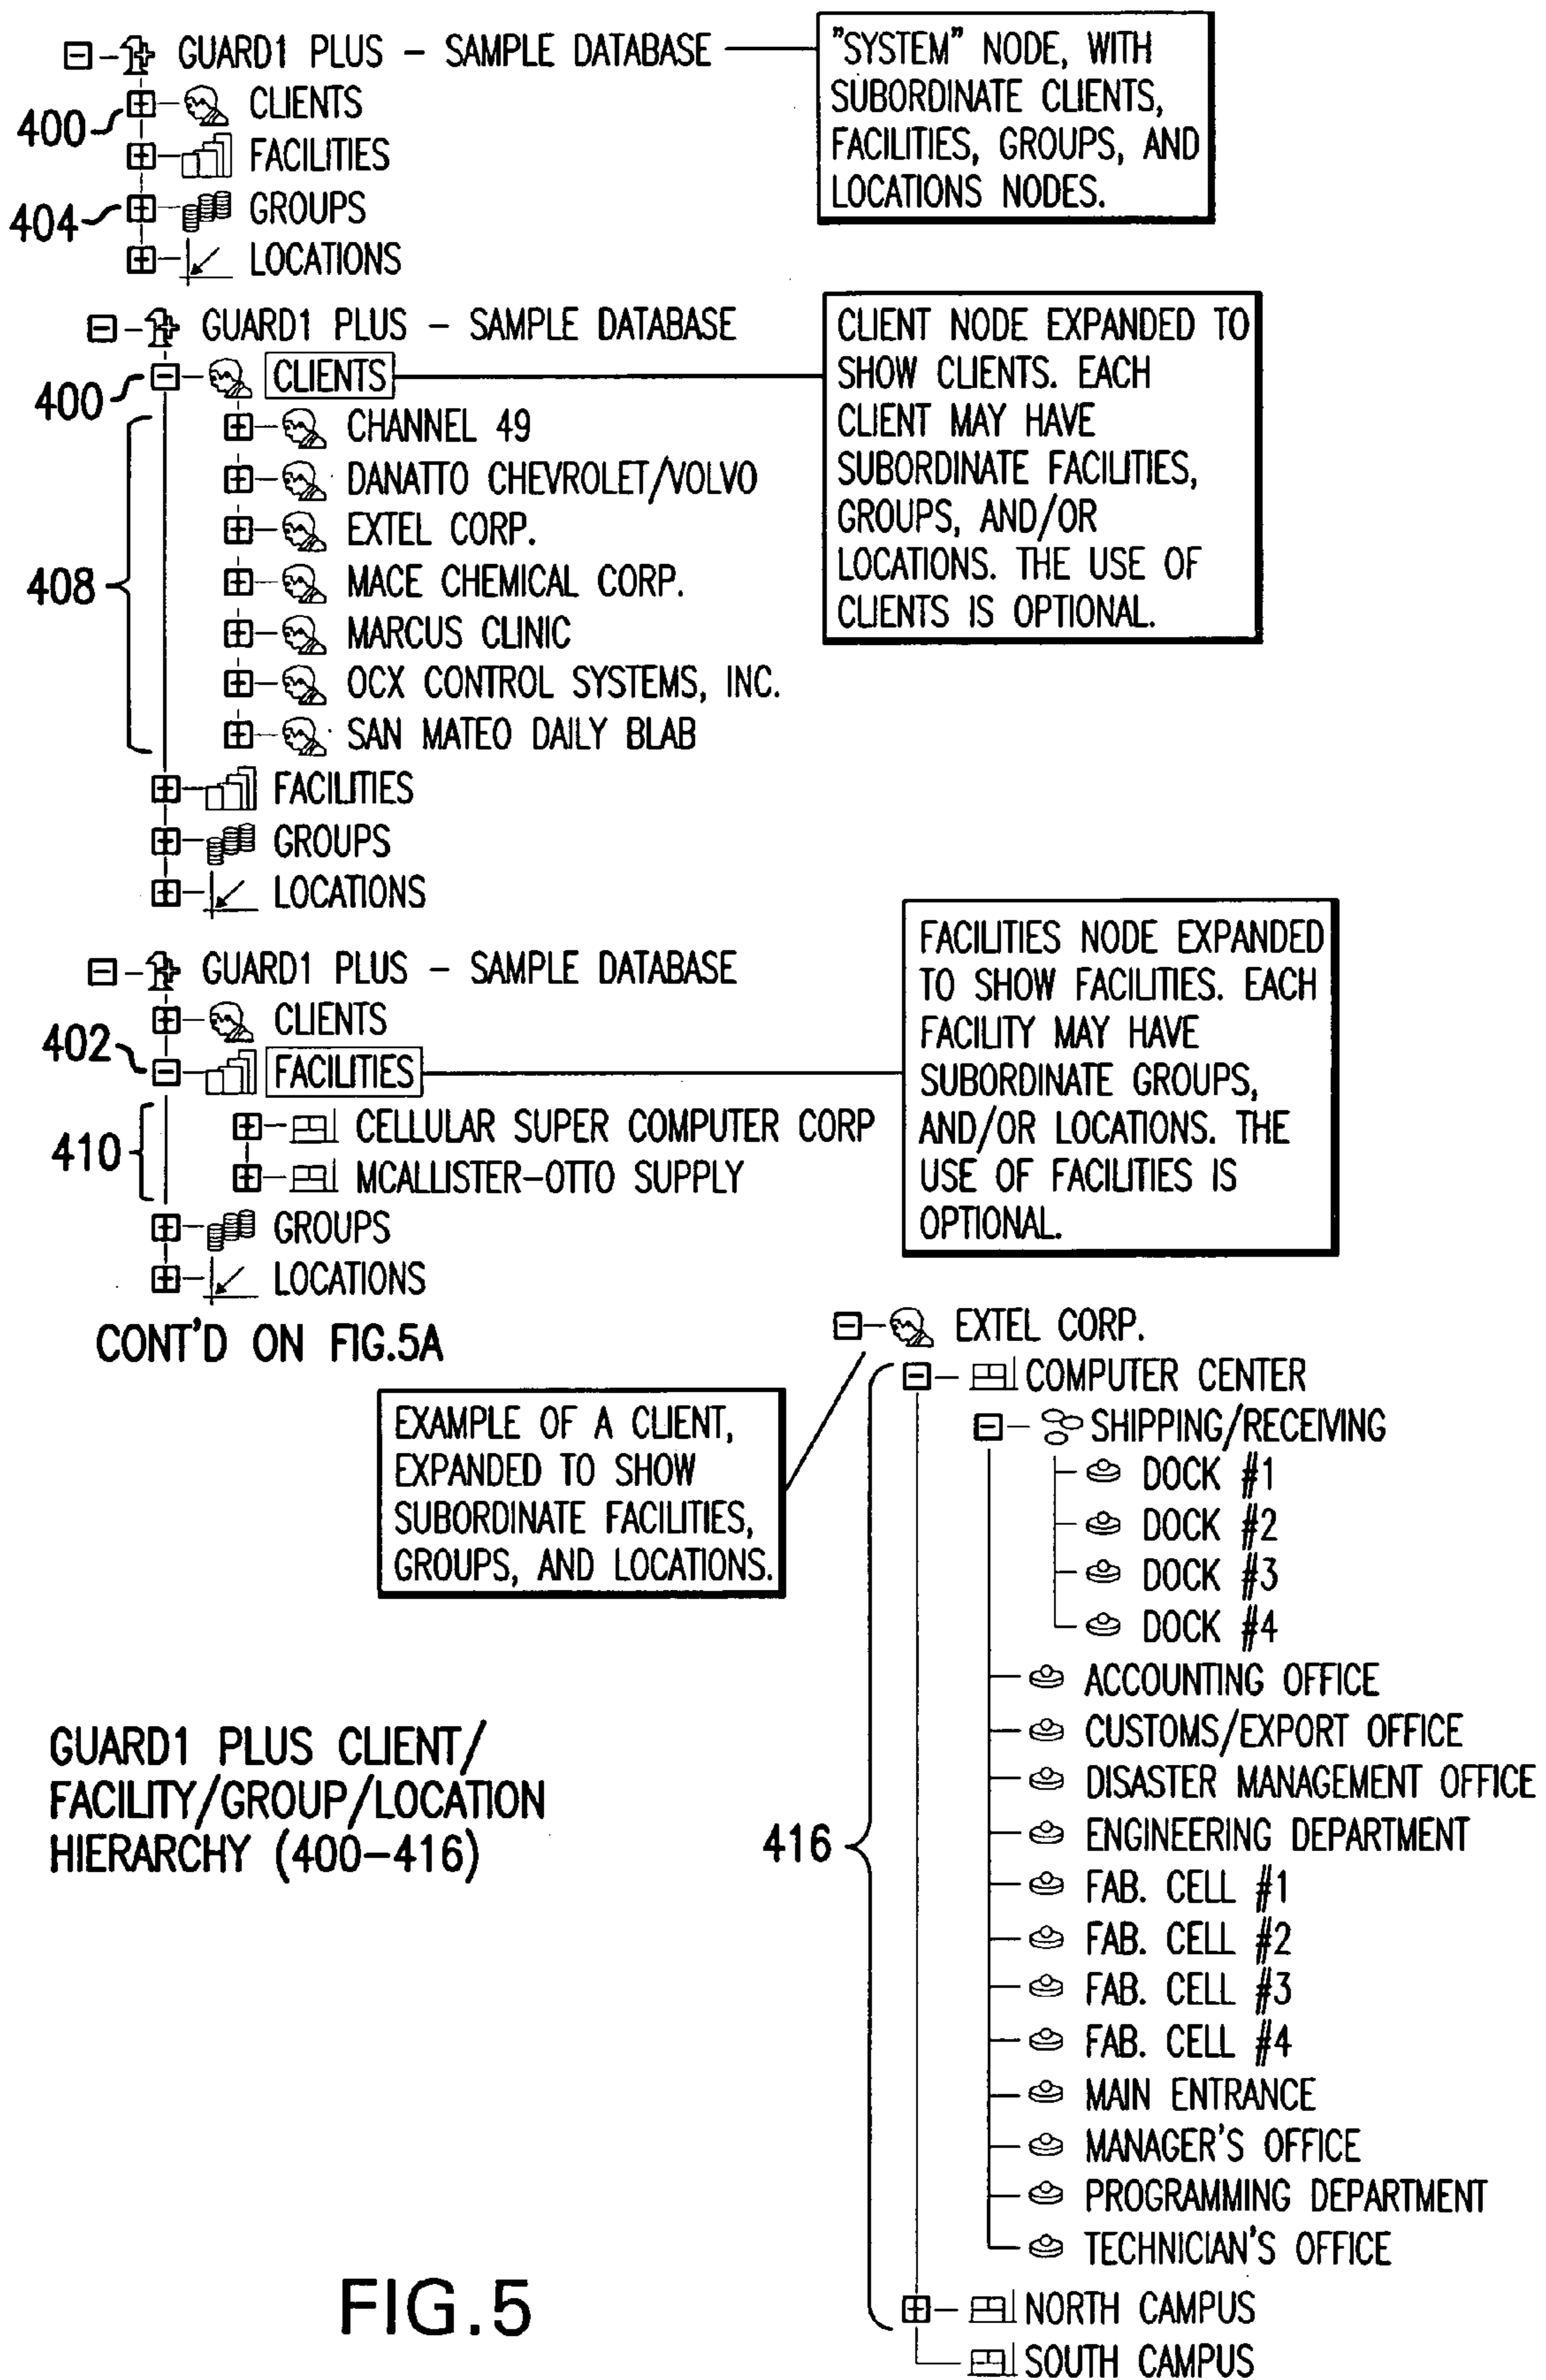 GUARD1 PLUS – SAMPLE DATABASE
400
CLIENTS
FACILITIES
404
GROUPS
LOCATIONS
"SYSTEM" NODE, WITH
SUBORDINATE CLIENTS,
FACILITIES, GROUPS, AND
LOCATIONS NODES.
GUARD1 PLUS – SAMPLE DATABASE
400
CLIENTS
408
CHANNEL 49
DANATTO CHEVROLET/VOLVO
EXTEL CORP.
MACE CHEMICAL CORP.
MARCUS CLINIC
OCX CONTROL SYSTEMS, INC.
SAN MATEO DAILY BLAB
FACILITIES
GROUPS
LOCATIONS
CLIENT NODE EXPANDED TO
SHOW CLIENTS. EACH
CLIENT MAY HAVE
SUBORDINATE FACILITIES,
GROUPS, AND/OR
LOCATIONS. THE USE OF
CLIENTS IS OPTIONAL.
GUARD1 PLUS – SAMPLE DATABASE
CLIENTS
402
FACILITIES
410
CELLULAR SUPER COMPUTER CORP
MCALLISTER–OTTO SUPPLY
GROUPS
LOCATIONS
FACILITIES NODE EXPANDED
TO SHOW FACILITIES. EACH
FACILITY MAY HAVE
SUBORDINATE GROUPS,
AND/OR LOCATIONS. THE
USE OF FACILITIES IS
OPTIONAL.
CONT'D ON FIG.5A
EXTEL CORP.
COMPUTER CENTER
SHIPPING/RECEIVING
DOCK #1
DOCK #2
DOCK #3
DOCK #4
ACCOUNTING OFFICE
CUSTOMS/EXPORT OFFICE
DISASTER MANAGEMENT OFFICE
416
ENGINEERING DEPARTMENT
FAB. CELL #1
FAB. CELL #2
FAB. CELL #3
FAB. CELL #4
MAIN ENTRANCE
MANAGER'S OFFICE
PROGRAMMING DEPARTMENT
TECHNICIAN'S OFFICE
NORTH CAMPUS
SOUTH CAMPUS
EXAMPLE OF A CLIENT,
EXPANDED TO SHOW
SUBORDINATE FACILITIES,
GROUPS, AND LOCATIONS.
GUARD1 PLUS CLIENT/
FACILITY/GROUP/LOCATION
HIERARCHY (400–416)
FIG.5